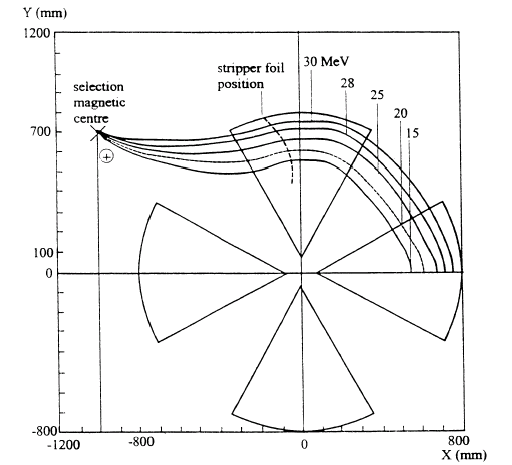 Y (mm)
1200
stripper foil
position
30 MeV
28
25
20
15
selection
magnetic
centre
700
+
100
0
-800
-1200
-800
0
800
X (mm)